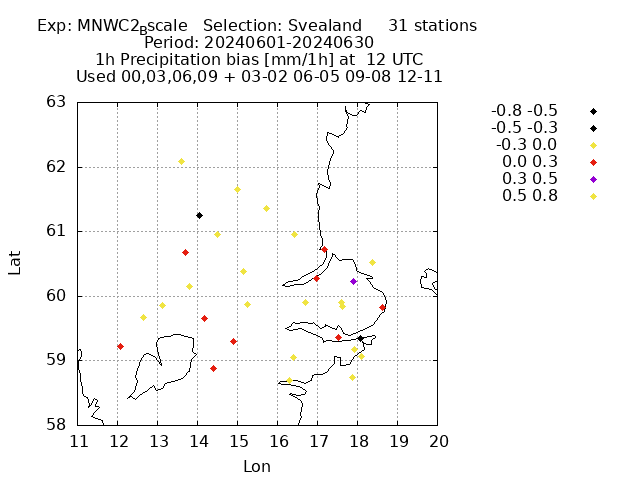 Exp: MNWC2Bscale   Selection: Svealand     31 stations
Period: 20240601-20240630
1h Precipitation bias [mm/1h] at  12 UTC
Used 00,03,06,09 + 03-02 06-05 09-08 12-11
-0.8 -0.5
-0.5 -0.3
-0.3 0.0
0.0 0.3
0.3 0.5
0.5 0.8
63
62
61
60
59
58
Lat
11 12 13 14 15 16 17 18 19 20
Lon